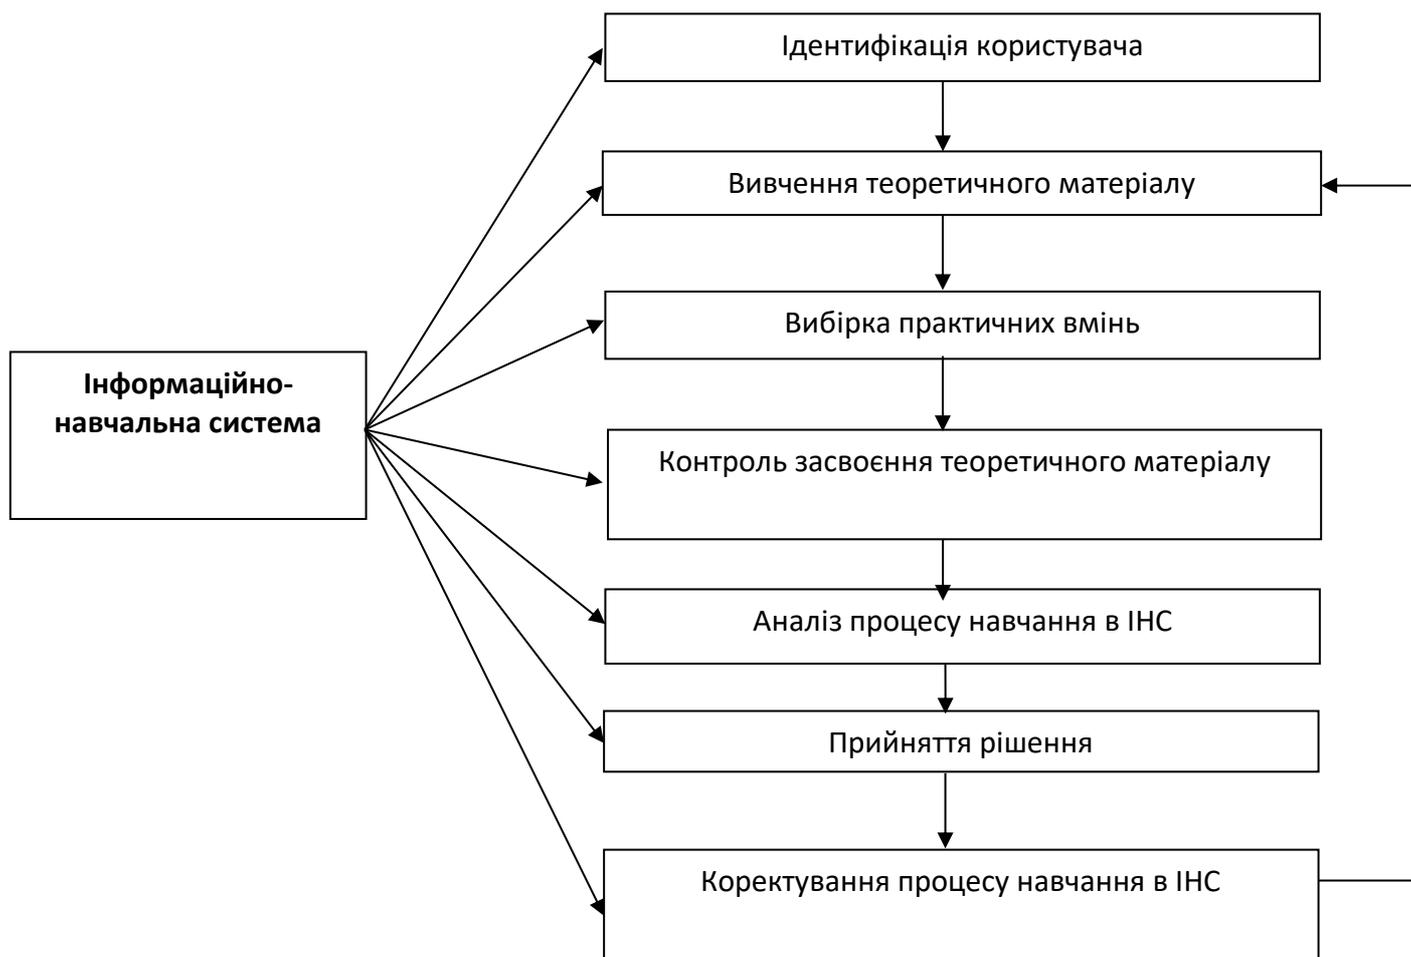 Ідентифікація користувача
Вивчення теоретичного матеріалу
Вибірка практичних вмінь
Інформаційно-
навчальна система
Контроль засвоєння теоретичного матеріалу
Аналіз процесу навчання в ІНС
Прийняття рішення
Коректування процесу навчання в ІНС